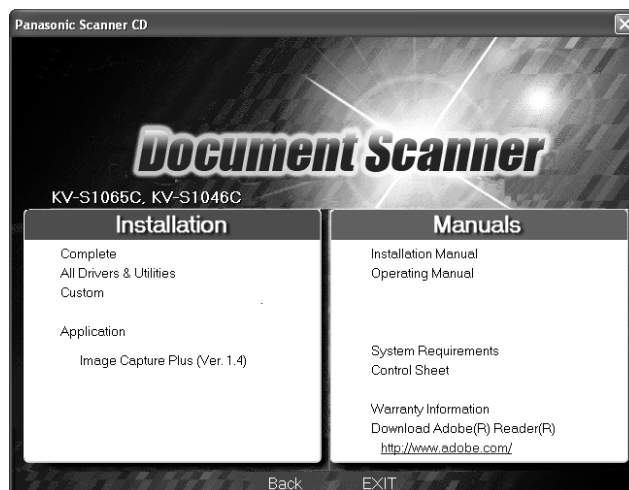 Panasonic Scanner CD
Document Scanner
KV-S1065C, KV-S1046C
Installation
Complete
All Drivers & Utilities
Custom
Application
Image Capture Plus (Ver. 1.4)
Manuals
Installation Manual
Operating Manual
System Requirements
Control Sheet
Warranty Information
Download Adobe(R) Reader(R)
http://www.adobe.com/
Back EXIT